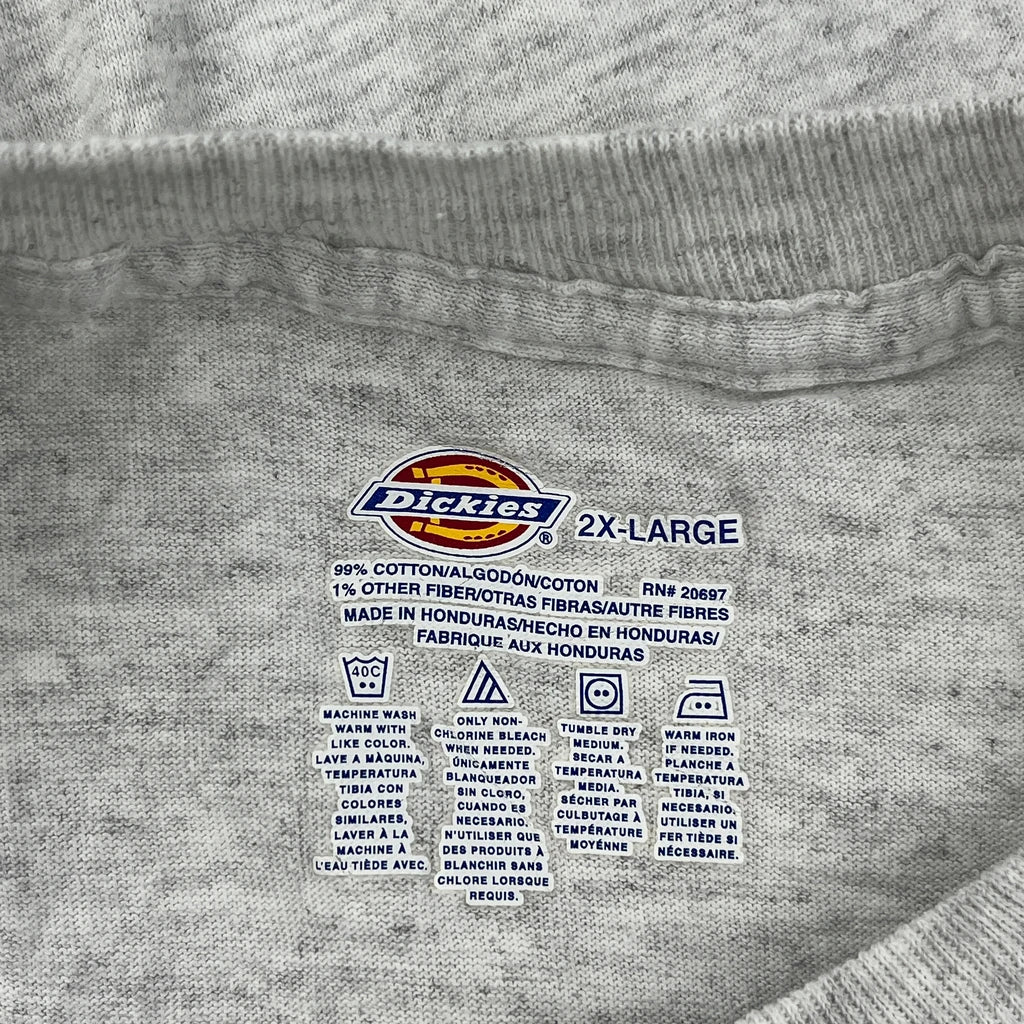 Dickies®
2X-LARGE
99% COTTON/ALGODÓN/COTON
RN# 20697
1% OTHER FIBER/OTRAS FIBRAS/AUTRE FIBRES
MADE IN HONDURAS/HECHO EN HONDURAS/
FABRIQUE AUX HONDURAS
40C
MACHINE WASH
WARM WITH
LIKE COLOR.
LAVE A MÀQUINA,
TEMPERATURA
TIBIA CON
COLORES
SIMILARES,
LAVER À LA
MACHINE À
L'EAU TIÈDE AVEC.
ONLY NON-
CHLORINE BLEACH
WHEN NEEDED.
ÚNICAMENTE
BLANQUEADOR
SIN CLORO,
CUANDO ES
NECESARIO.
N'UTILISER QUE
DES PRODUITS À
BLANCHIR SANS
CHLORE LORSQUE
REQUIS.
TUMBLE DRY
MEDIUM.
SECAR A
TEMPERATURA
MEDIA.
SÉCHER PAR
CULBUTAGE À
TEMPÉRATURE
MOYÉNNE
WARM IRON
IF NEEDED.
PLANCHE A
TEMPERATURA
TIBIA, SI
NECESARIO.
UTILISER UN
FER TIÈDE SI
NÉCESSAIRE.